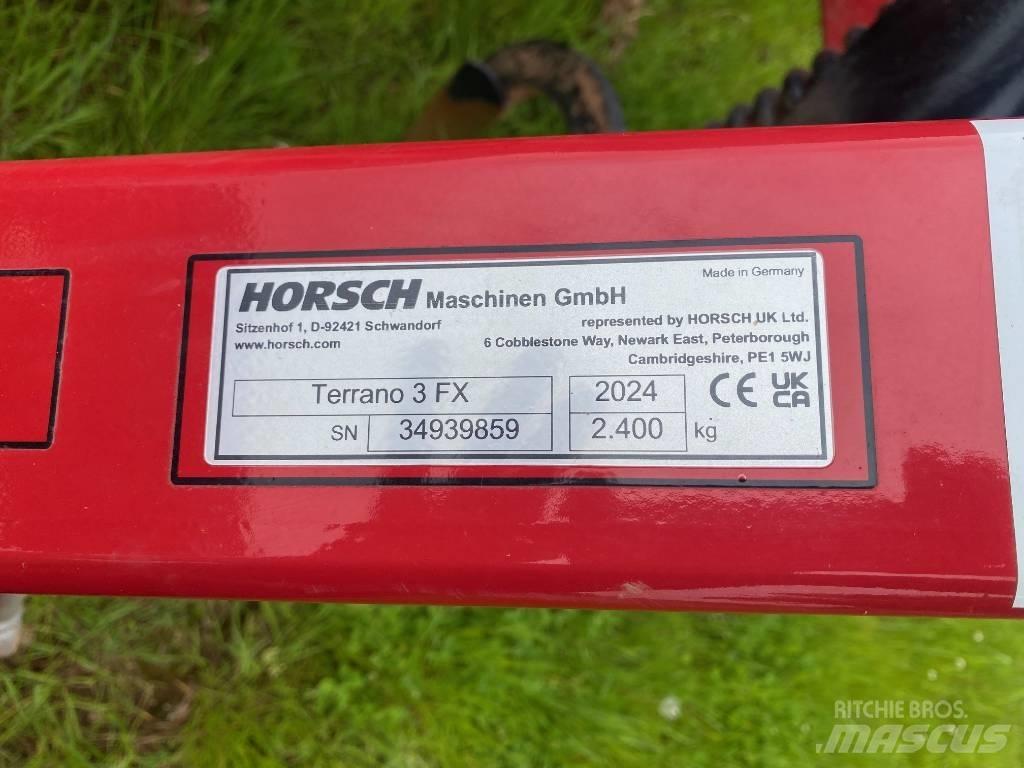 Made in Germany
HORSCH Maschinen GmbH
Sitzenhof 1, D-92421 Schwandorf
www.horsch.com
represented by HORSCH UK Ltd.
6 Cobblestone Way, Newark East, Peterborough
Cambridgeshire, PE1 5WJ
Terrano 3 FX 2024 CE UK CA
SN 34939859 2.400 kg
RITCHIE BROS.
MASCUS